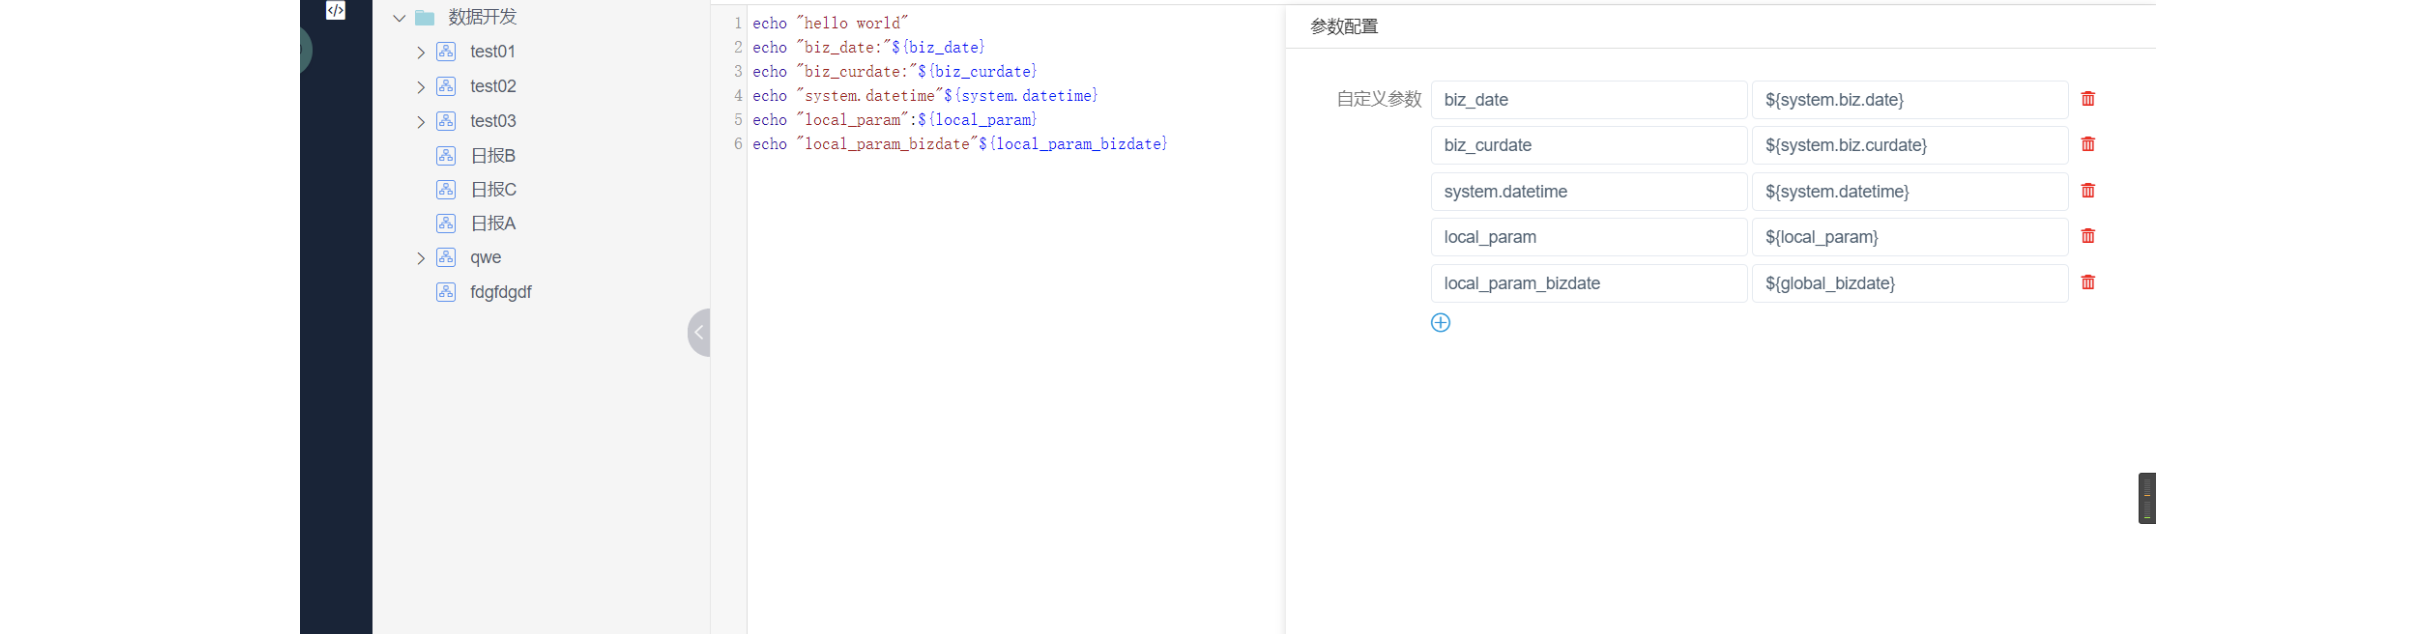 </>
数据开发
test01
test02
test03
日报B
日报C
日报A
qwe
fdgfdgdf
1 echo "hello world"
2 echo "biz_date:"${biz_date}
3 echo "biz_curdate:"${biz_curdate}
4 echo "system.datetime"${system.datetime}
5 echo "local_param":${local_param}
6 echo "local_param_bizdate"${local_param_bizdate}
参数配置
自定义参数 biz_date ${system.biz.date}
biz_curdate ${system.biz.curdate}
system.datetime ${system.datetime}
local_param ${local_param}
local_param_bizdate ${global_bizdate}